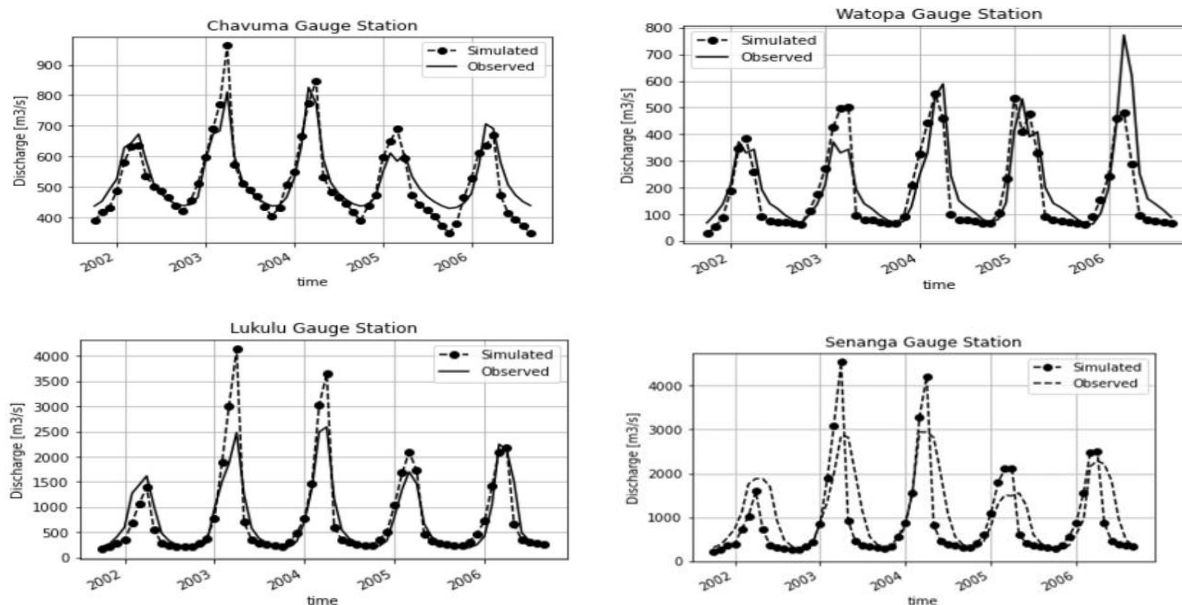 Chavuma Gauge Station
Simulated
Observed
Discharge [m3/s]
900
800
700
600
500
400
2002
2003
2004
2005
2006
time
Watopa Gauge Station
Simulated
Observed
Discharge [m3/s]
800
700
600
500
400
300
200
100
0
2002
2003
2004
2005
2006
time
Lukulu Gauge Station
Simulated
Observed
Discharge [m3/s]
4000
3500
3000
2500
2000
1500
1000
500
0
2002
2003
2004
2005
2006
time
Senanga Gauge Station
Simulated
Observed
Discharge [m3/s]
4000
3000
2000
1000
0
2002
2003
2004
2005
2006
time